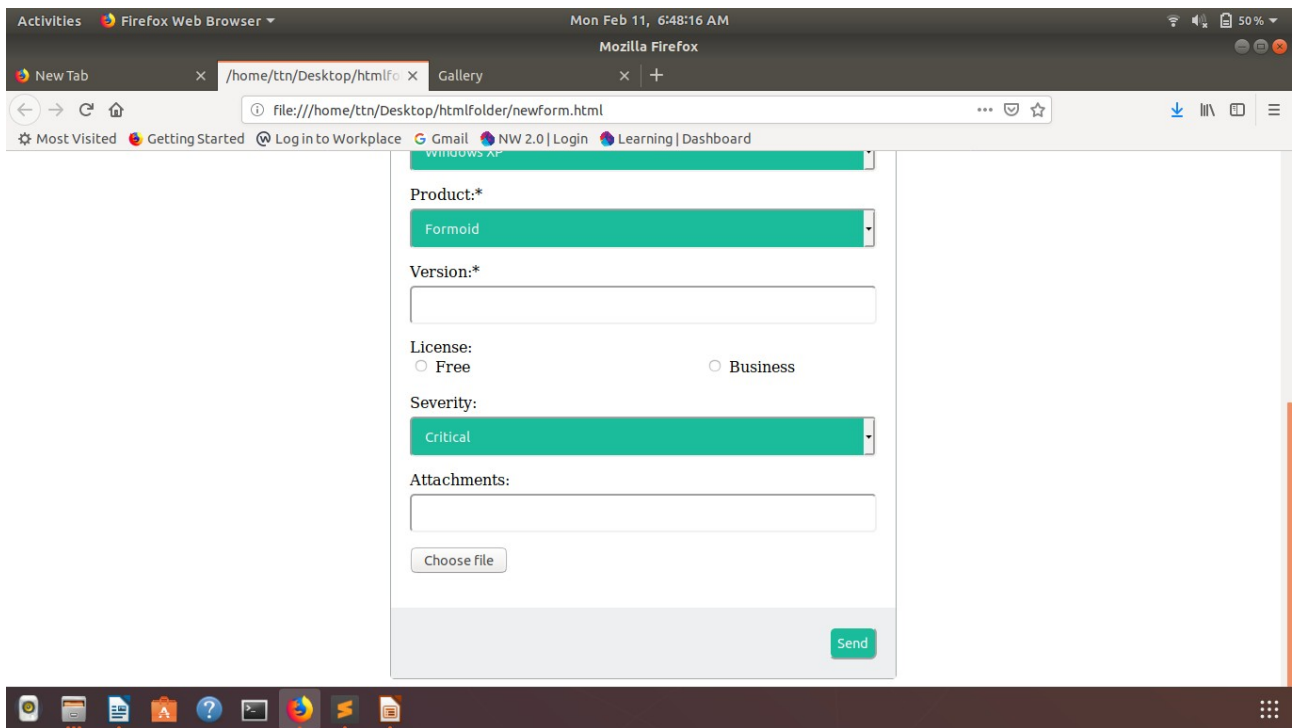 Activities Firefox Web Browser Mon Feb 11, 6:48:16 AM 50 %
Mozilla Firefox
New Tab /home/ttn/Desktop/htmlfo Gallery
file:///home/ttn/Desktop/htmlfolder/newform.html
Most Visited Getting Started Log in to Workplace Gmail NW 2.0 | Login Learning | Dashboard
Windows XP
Product:*
Formoid
Version:*
License:
Free Business
Severity:
Critical
Attachments:
Choose file
Send